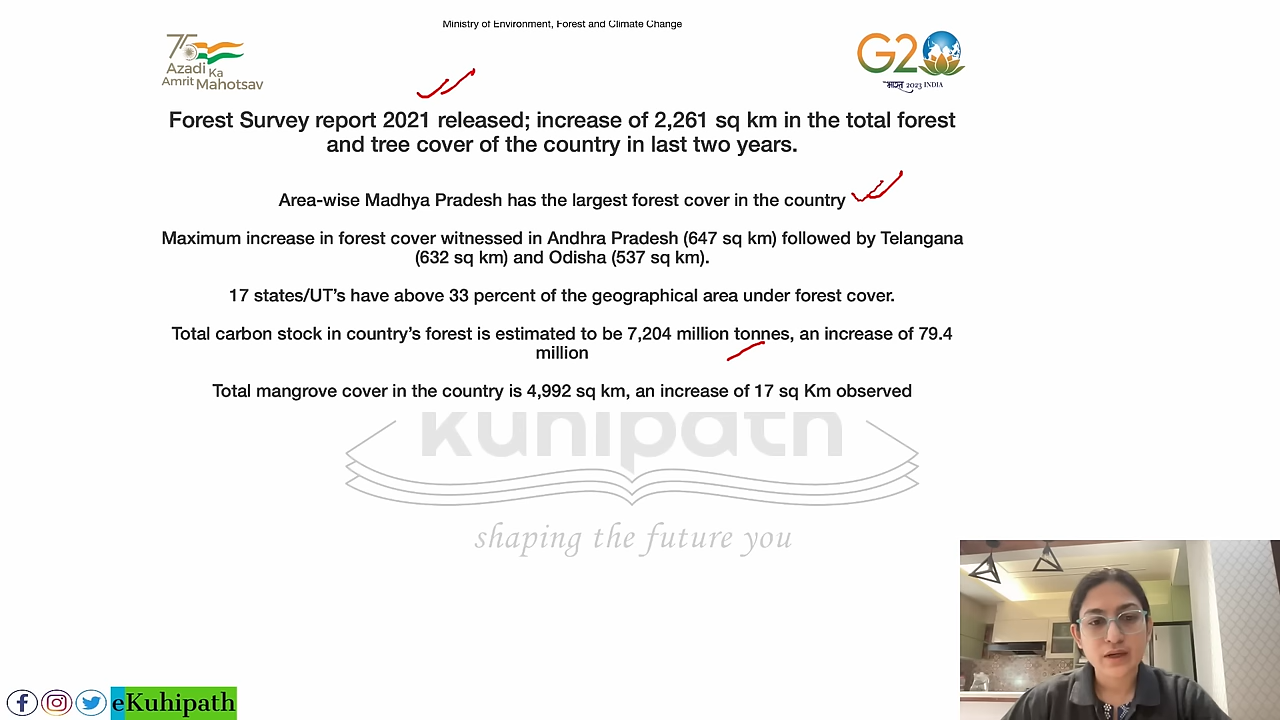 Ministry of Environment, Forest and Climate Change
75
Azadi Ka
Amrit Mahotsav
G20
भारत 2023 INDIA
Forest Survey report 2021 released; increase of 2,261 sq km in the total forest
and tree cover of the country in last two years.
Area-wise Madhya Pradesh has the largest forest cover in the country
Maximum increase in forest cover witnessed in Andhra Pradesh (647 sq km) followed by Telangana
(632 sq km) and Odisha (537 sq km).
17 states/UT’s have above 33 percent of the geographical area under forest cover.
Total carbon stock in country’s forest is estimated to be 7,204 million tonnes, an increase of 79.4
million
Total mangrove cover in the country is 4,992 sq km, an increase of 17 sq Km observed
kuhipath
shaping the future you
eKuhipath